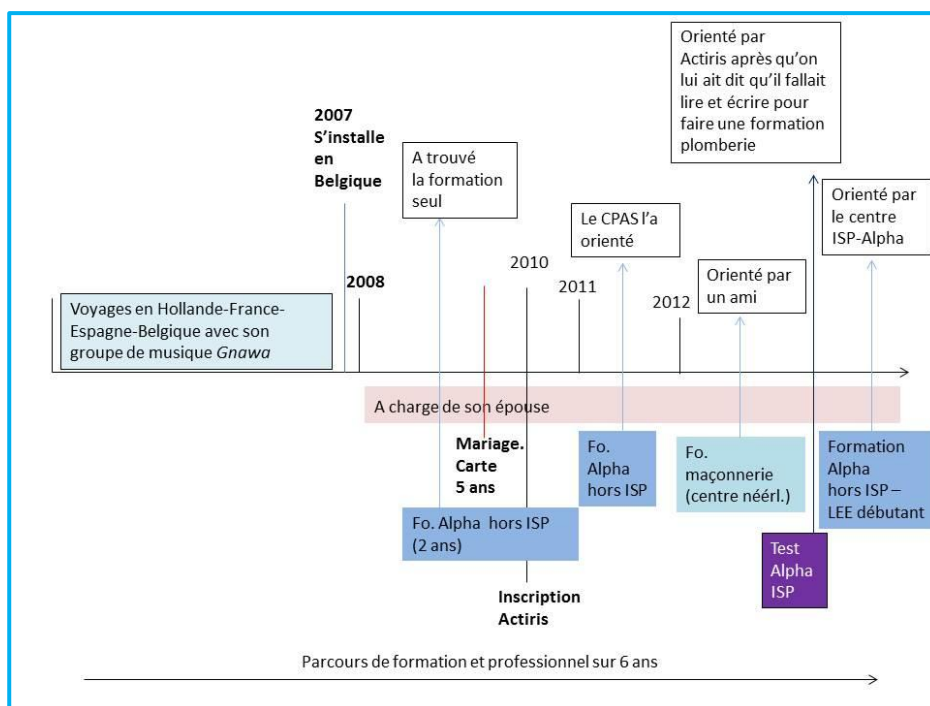 Orienté par
Actiris après qu'on
lui ait dit qu'il fallait
lire et écrire pour
faire une formation
plomberie
2007
S'installe
en
Belgique
A trouvé
la formation
seul
Orienté par
le centre
ISP-Alpha
Le CPAS l'a
orienté
2010
2008
2011
Orienté par
un ami
2012
Voyages en Hollande-France-
Espagne-Belgique avec son
groupe de musique Gnawa
A charge de son épouse
Mariage.
Carte
5 ans
Fo.
Alpha
hors ISP
Fo.
maçonnerie
(centre néérl.)
Formation
Alpha
hors ISP –
LEE débutant
Fo. Alpha hors ISP
(2 ans)
Test
Alpha
ISP
Inscription
Actiris
Parcours de formation et professionnel sur 6 ans